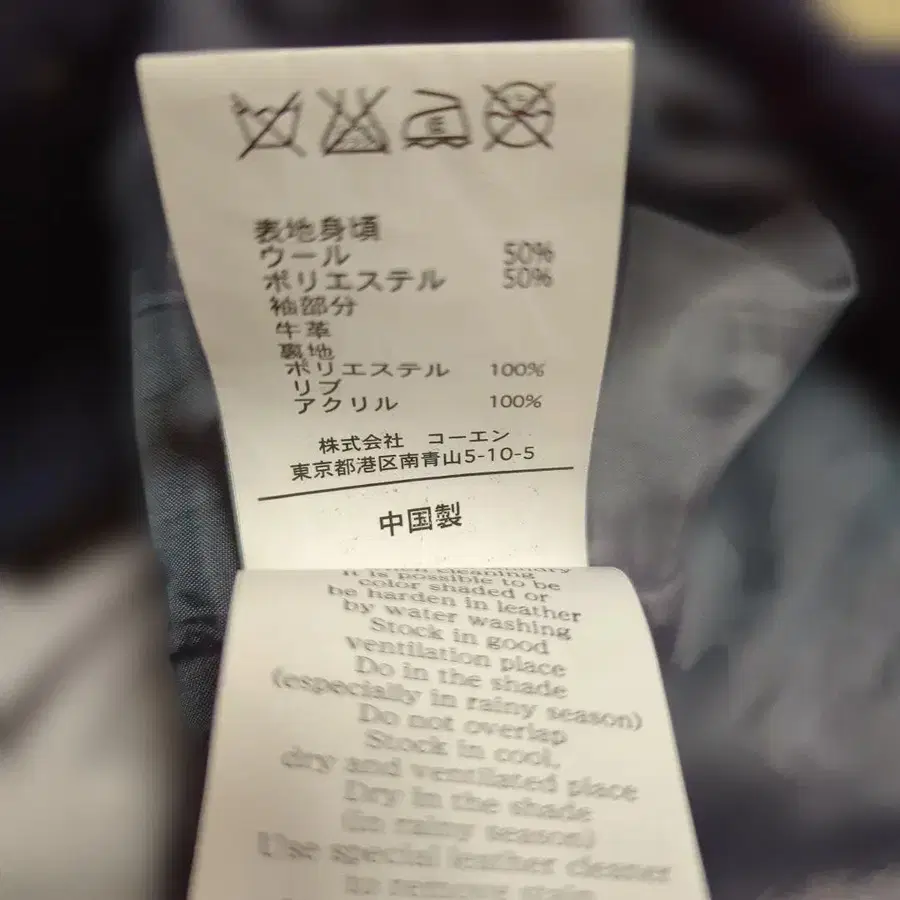 表地身頃
ウール 50%
ポリエステル 50%
袖部分
牛革
裏地
ポリエステル 100%
リブ
アクリル 100%
株式会社 コーエン
東京都港区南青山5-10-5
中国製
cleaning
It is possible to be
color shaded or
be harden in leather
by water washing
Stock in good
ventilation place
Do in the shade
(especially in rainy season)
Do not overlap
Stock in cool,
dry and ventilated place
Dry in the shade
(in rainy season)
Use special leather cleaner
to remove stain